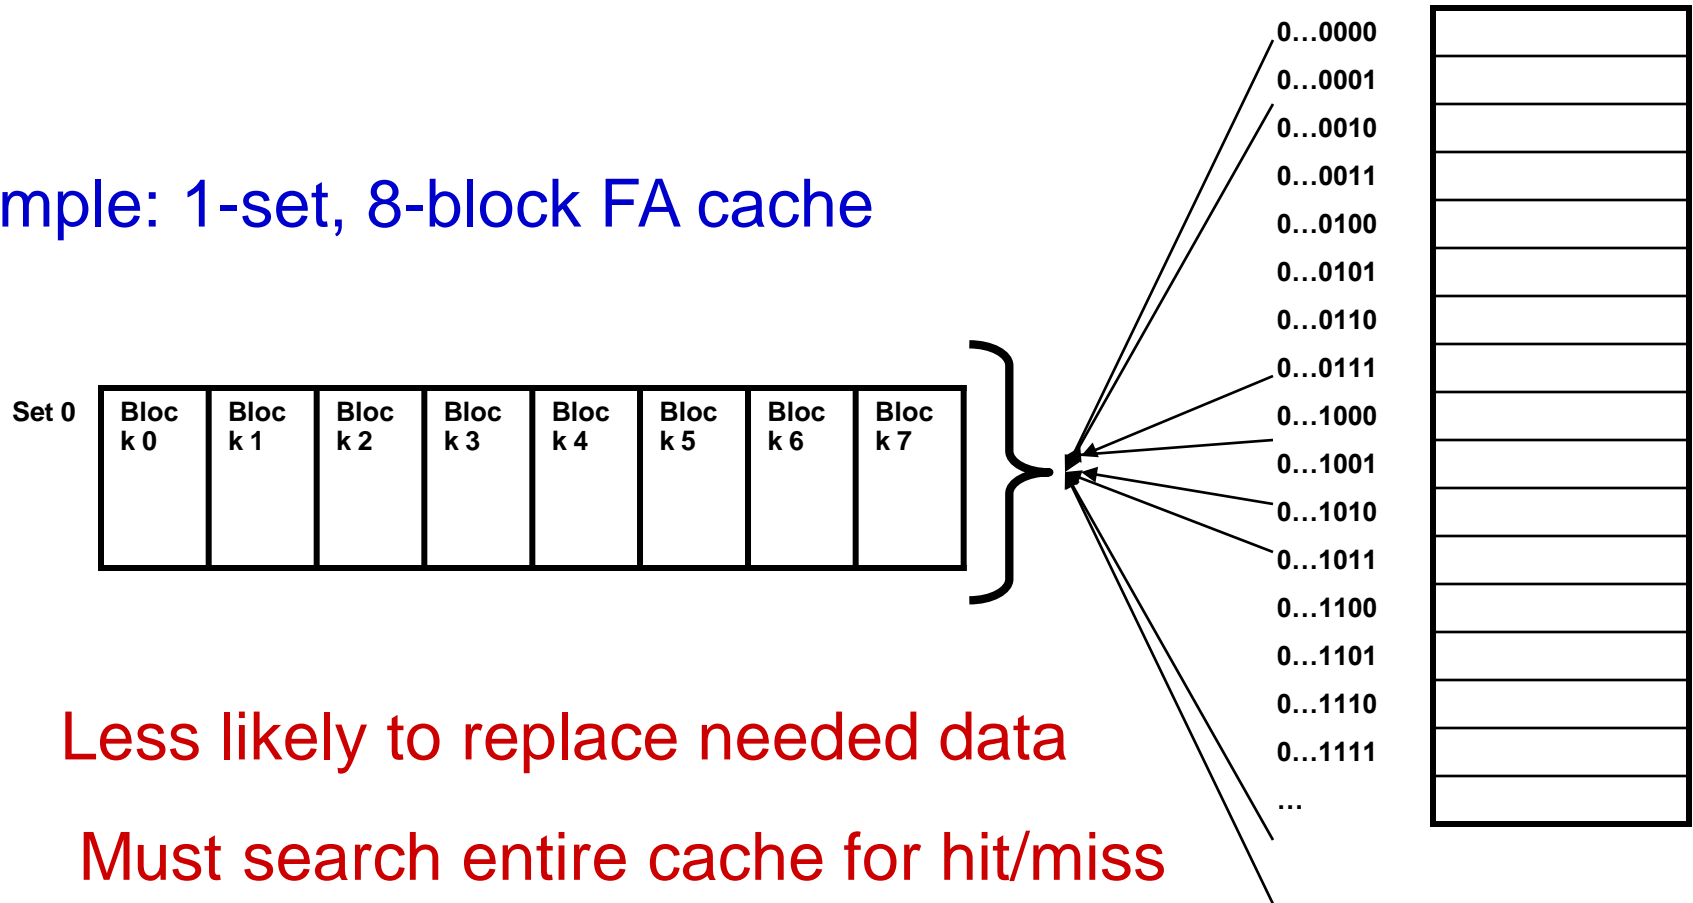 mple: 1-set, 8-block FA cache
Set 0
Bloc
k 0
Bloc
k 1
Bloc
k 2
Bloc
k 3
Bloc
k 4
Bloc
k 5
Bloc
k 6
Bloc
k 7
Less likely to replace needed data
Must search entire cache for hit/miss
0…0000
0…0001
0…0010
0…0011
0…0100
0…0101
0…0110
0…0111
0…1000
0…1001
0…1010
0…1011
0…1100
0…1101
0…1110
0…1111
…